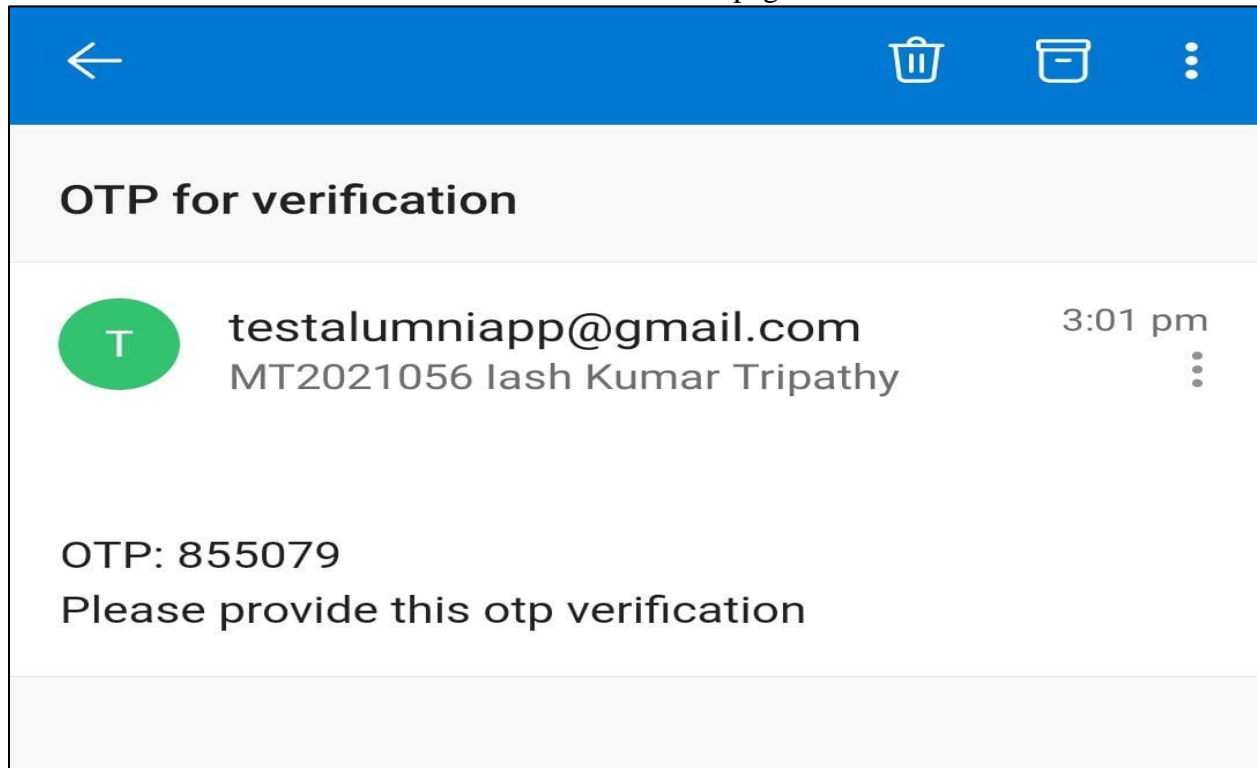 OTP for verification
T
testalumniapp@gmail.com
3:01 pm
MT2021056 Iash Kumar Tripathy
OTP: 855079
Please provide this otp verification